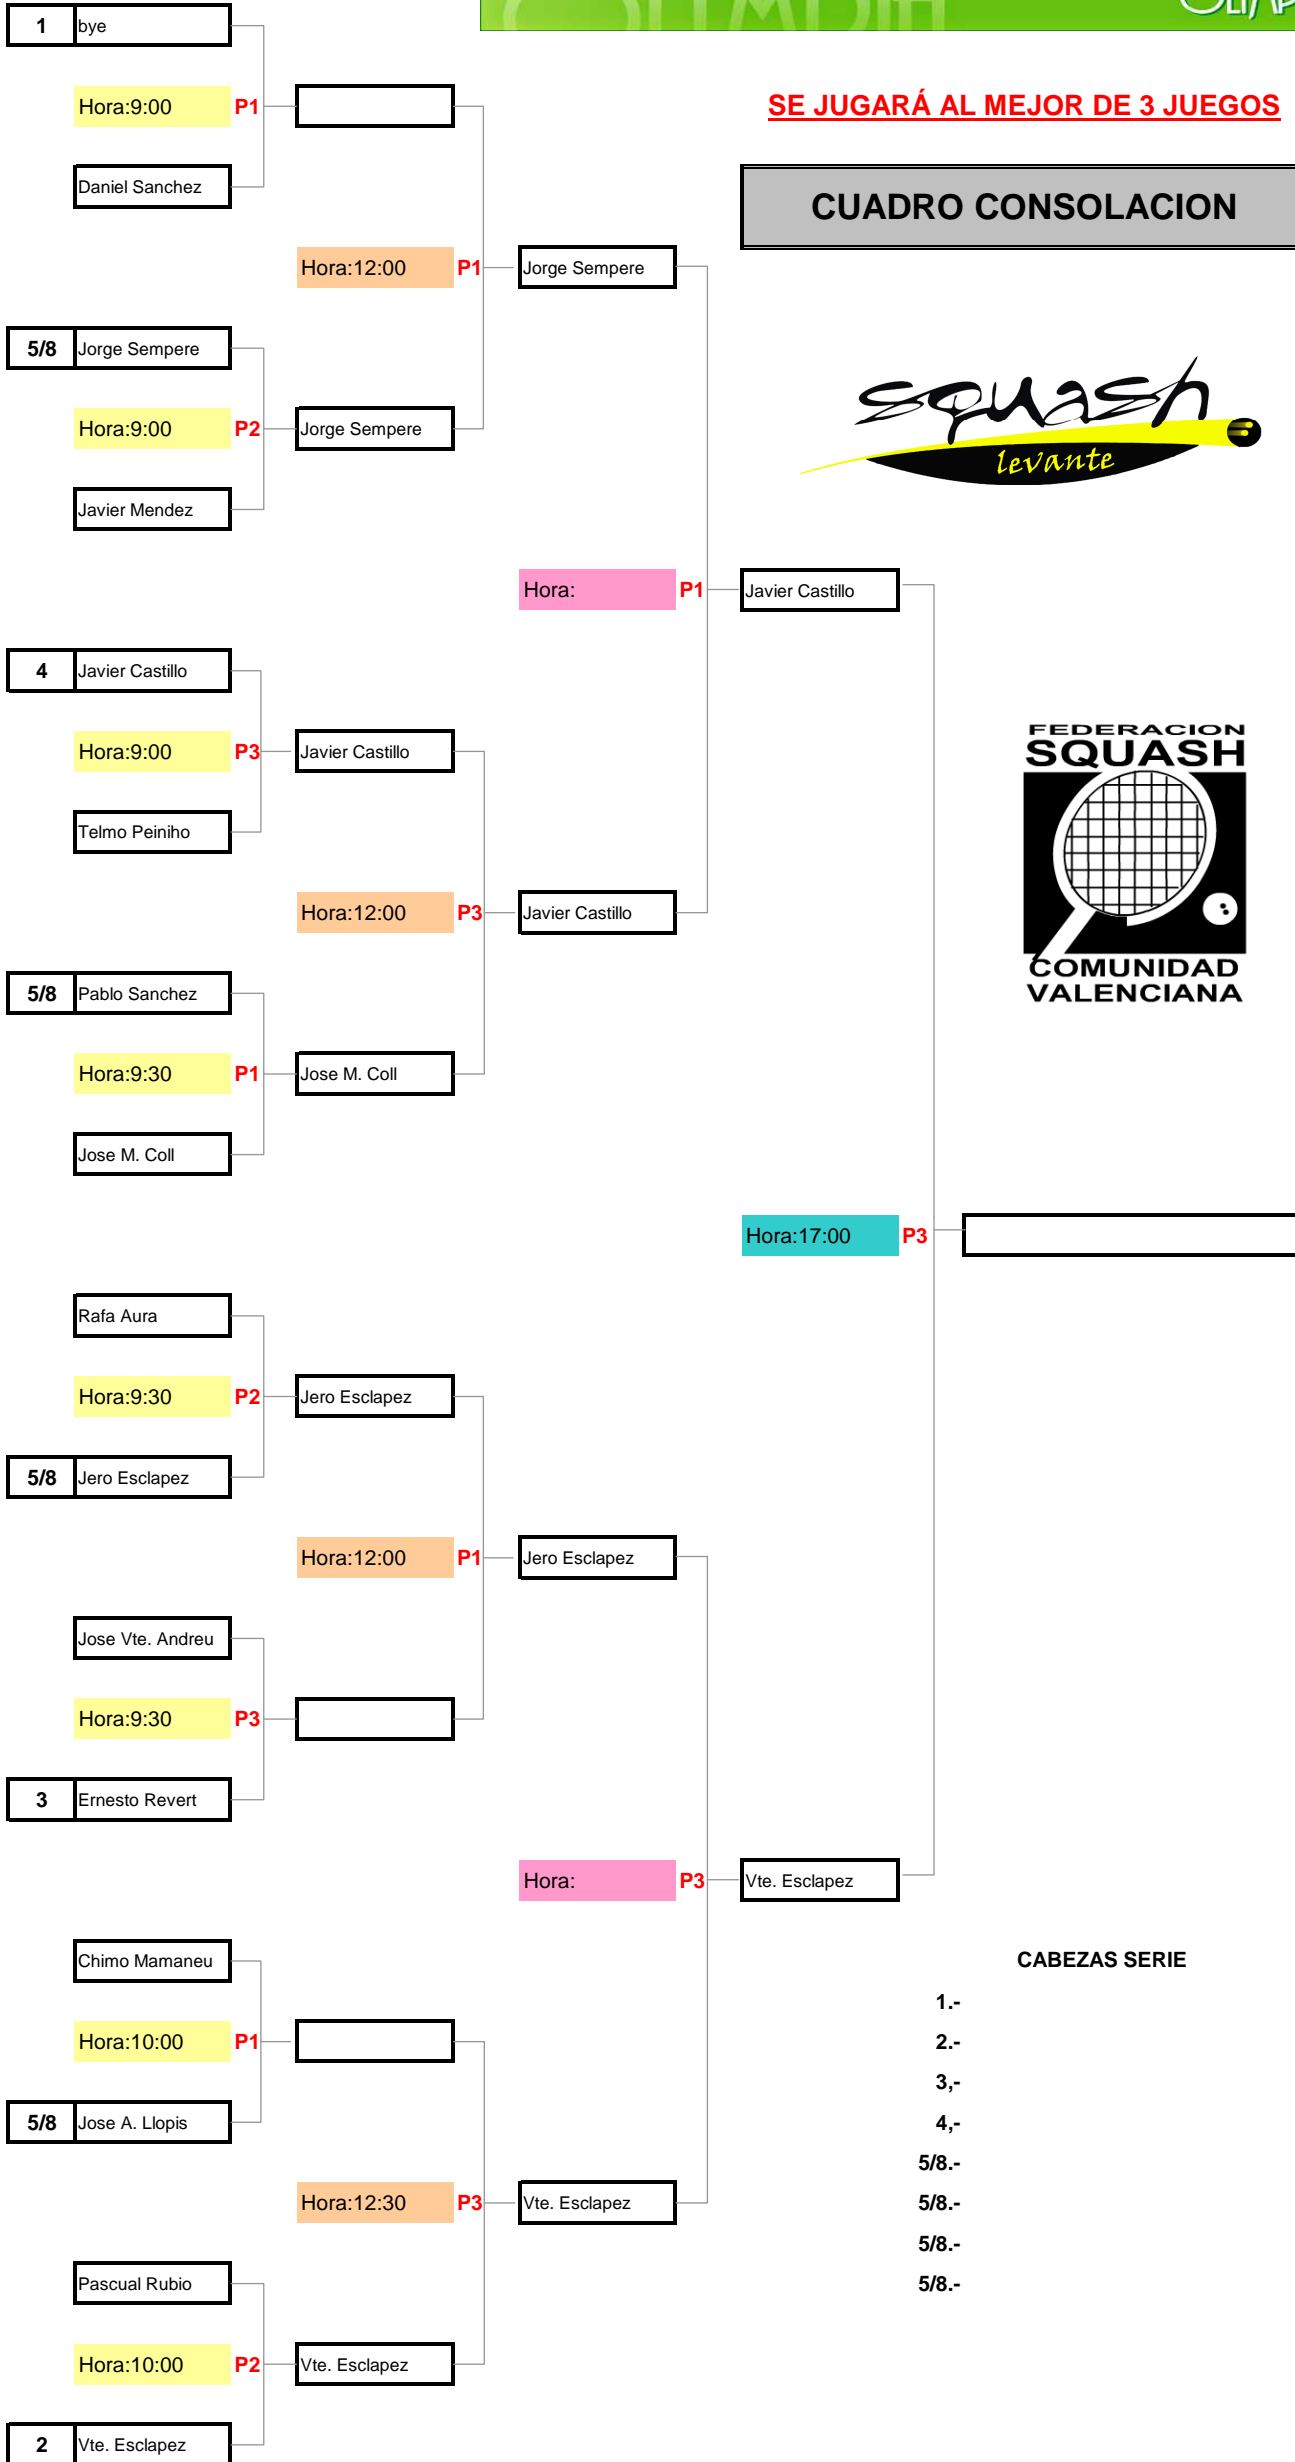 1 bye
Hora:9:00 P1
SE JUGARÁ AL MEJOR DE 3 JUEGOS
Daniel Sanchez
CUADRO CONSOLACION
Hora:12:00 P1 Jorge Sempere
5/8 Jorge Sempere
squash
levante
Hora:9:00 P2 Jorge Sempere
Javier Mendez
Hora: P1 Javier Castillo
4 Javier Castillo
Hora:9:00 P3 Javier Castillo
FEDERACION
SQUASH
COMUNIDAD
VALENCIANA
Telmo Peiniho
Hora:12:00 P3 Javier Castillo
5/8 Pablo Sanchez
Hora:9:30 P1 Jose M. Coll
Jose M. Coll
Hora:17:00 P3
Rafa Aura
Hora:9:30 P2 Jero Esclapez
5/8 Jero Esclapez
Hora:12:00 P1 Jero Esclapez
Jose Vte. Andreu
Hora:9:30 P3
3 Ernesto Revert
Hora: P3 Vte. Esclapez
Chimo Mamaneu
CABEZAS SERIE
1.-
Hora:10:00 P1
2.-
3,-
5/8 Jose A. Llopis
4,-
5/8.-
Hora:12:30 P3 Vte. Esclapez
5/8.-
5/8.-
Pascual Rubio
5/8.-
Hora:10:00 P2 Vte. Esclapez
2 Vte. Esclapez